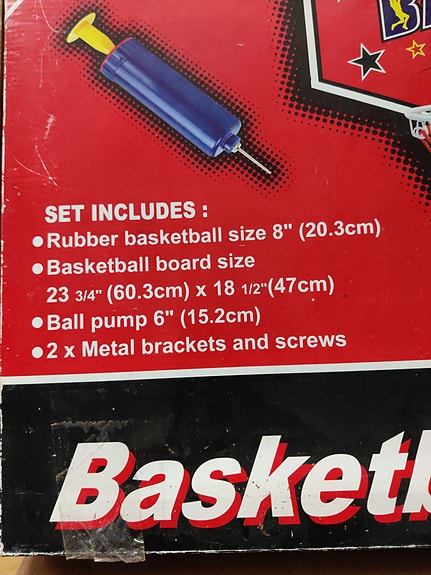 SET INCLUDES :
● Rubber basketball size 8" (20.3cm)
● Basketball board size
23 3/4" (60.3cm) x 18 1/2"(47cm)
● Ball pump 6" (15.2cm)
● 2 x Metal brackets and screws